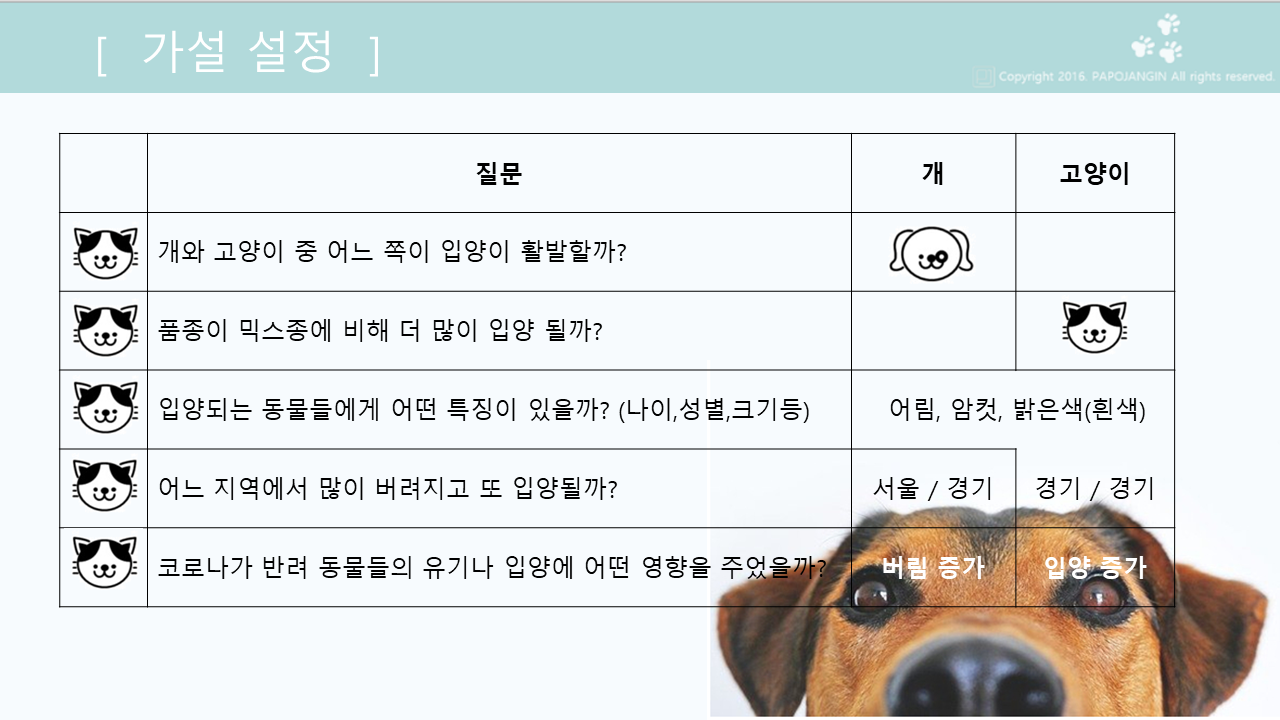 [ 가설 설정 ]
Copyright 2016. PAPOJANGIN All rights reserved.
질문 개 고양이
개와 고양이 중 어느 쪽이 입양이 활발할까?
품종이 믹스종에 비해 더 많이 입양 될까?
입양되는 동물들에게 어떤 특징이 있을까? (나이,성별,크기등) 어림, 암컷, 밝은색(흰색)
어느 지역에서 많이 버려지고 또 입양될까? 서울 / 경기 경기 / 경기
코로나가 반려 동물들의 유기나 입양에 어떤 영향을 주었을까? 버림 증가 입양 증가